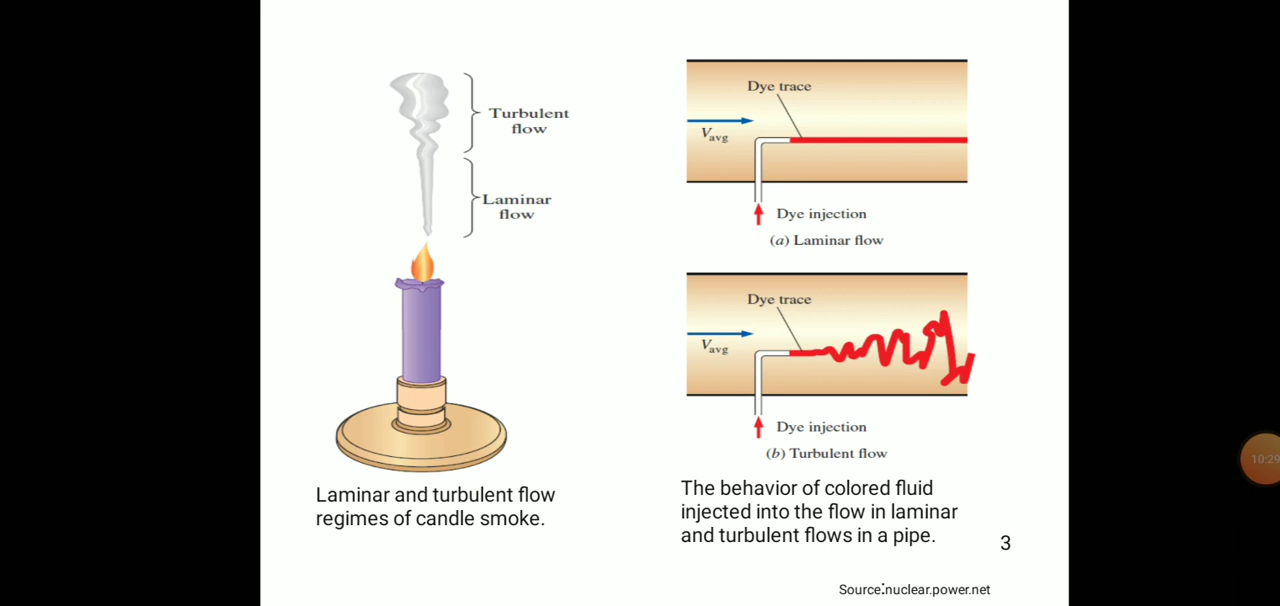 Turbulent
flow
Laminar
flow
Laminar and turbulent flow
regimes of candle smoke.
Dye trace
Vavg
Dye injection
(a) Laminar flow
Dye trace
Vavg
Dye injection
(b) Turbulent flow
The behavior of colored fluid
injected into the flow in laminar
and turbulent flows in a pipe.
3
Source:nuclear.power.net
10:29